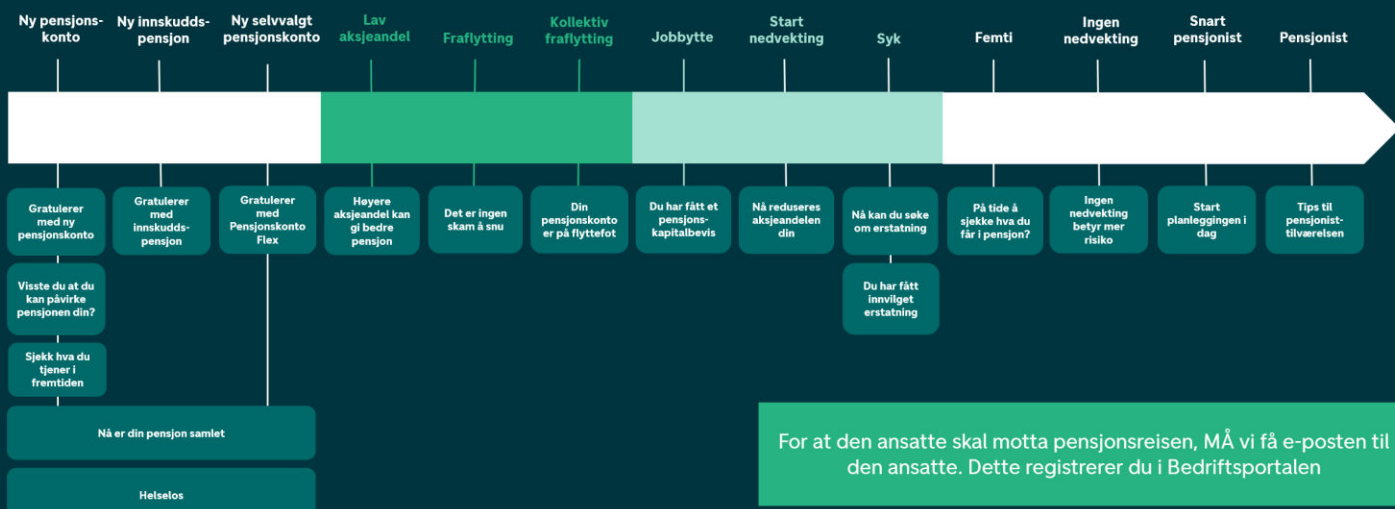 Ny pensjons-
konto
Ny innskudds-
pensjon
Ny selvvalgt
pensjonskonto
Lav
aksjeandel
Fraflytting
Kollektiv
fraflytting
Jobbytte
Start
nedvekting
Syk
Femti
Ingen
nedvekting
Snart
pensjonist
Pensjonist
Gratulerer
med ny
pensjonskonto
Gratulerer
med
innskudds-
pensjon
Gratulerer
med
Pensjonskonto
Flex
Høyere
aksjeandel kan
gi bedre
pensjon
Det er ingen
skam å snu
Din
pensjonskonto
er på flyttefot
Du har fått et
pensjons-
kapitalbevis
Nå reduseres
aksjeandelen
din
Nå kan du søke
om erstatning
På tide å
sjekke hva du
får i pensjon?
Ingen
nedvekting
betyr mer
risiko
Start
planleggingen i
dag
Tips til
pensjonist-
tilværelsen
Visste du at du
kan påvirke
pensjonen din?
Du har fått
innvilget
erstatning
Sjekk hva du
tjener i
fremtiden
Nå er din pensjon samlet
Helselos
For at den ansatte skal motta pensjonsreisen, MÅ vi få e-posten til
den ansatte. Dette registrerer du i Bedriftsportalen